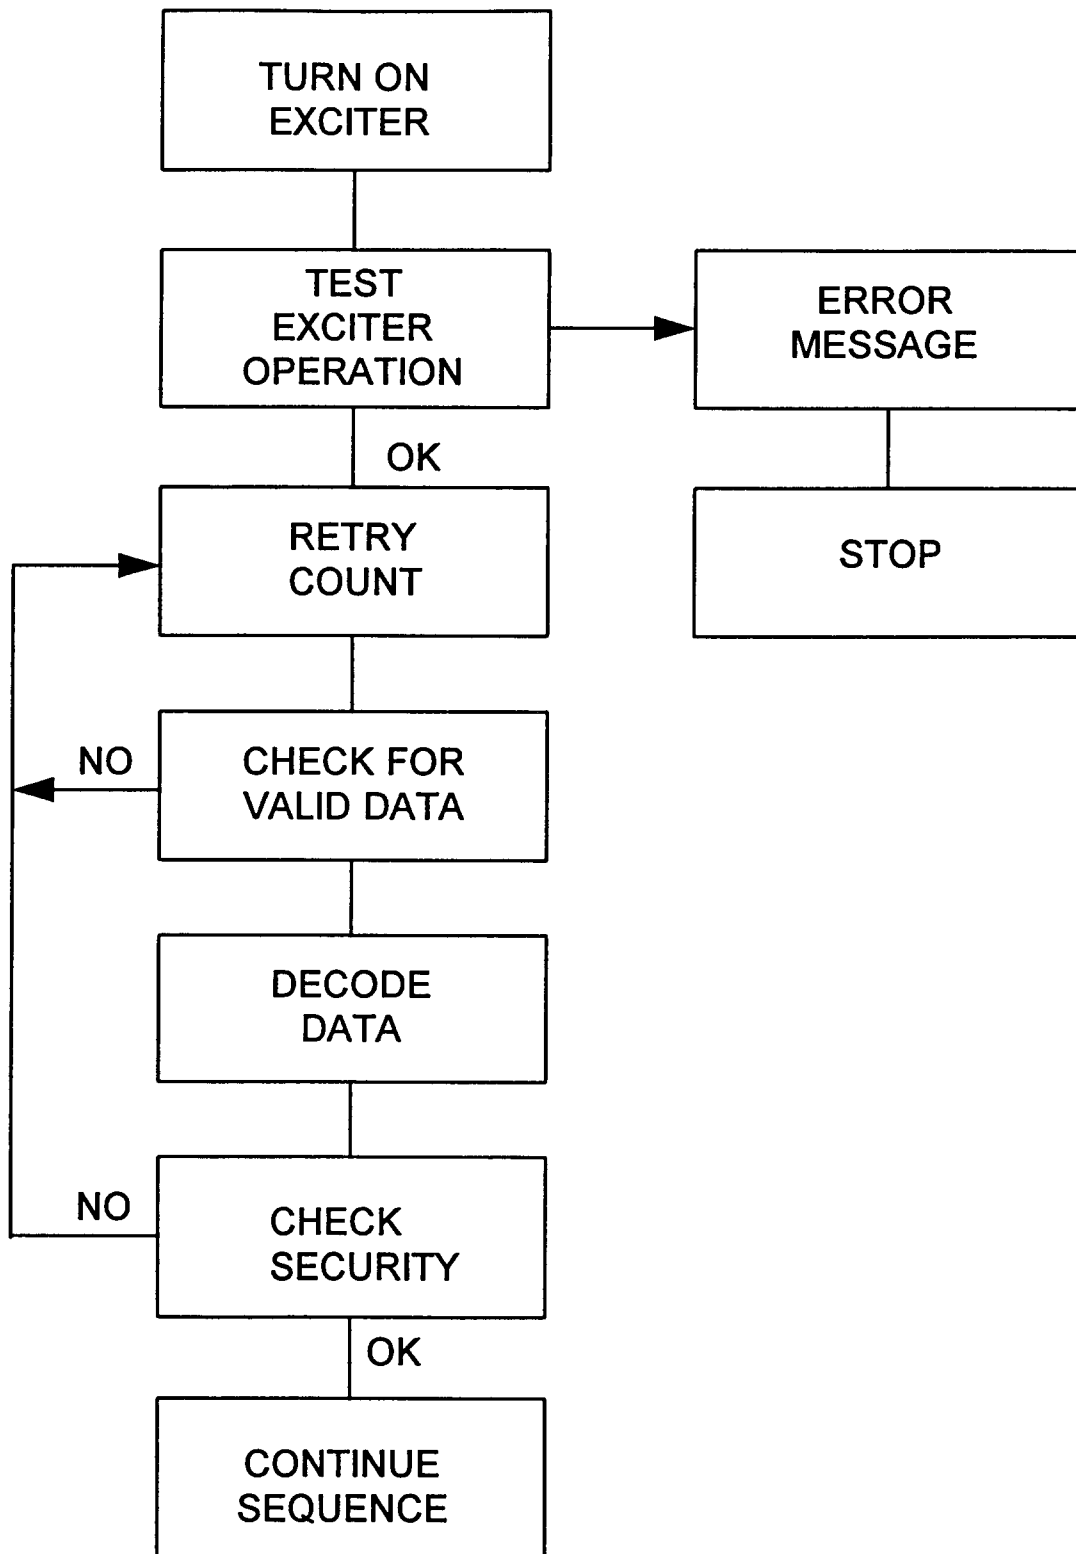 TURN ON
EXCITER
TEST
EXCITER
OPERATION
ERROR
MESSAGE
OK
RETRY
COUNT
STOP
NO
CHECK FOR
VALID DATA
DECODE
DATA
NO
CHECK
SECURITY
OK
CONTINUE
SEQUENCE